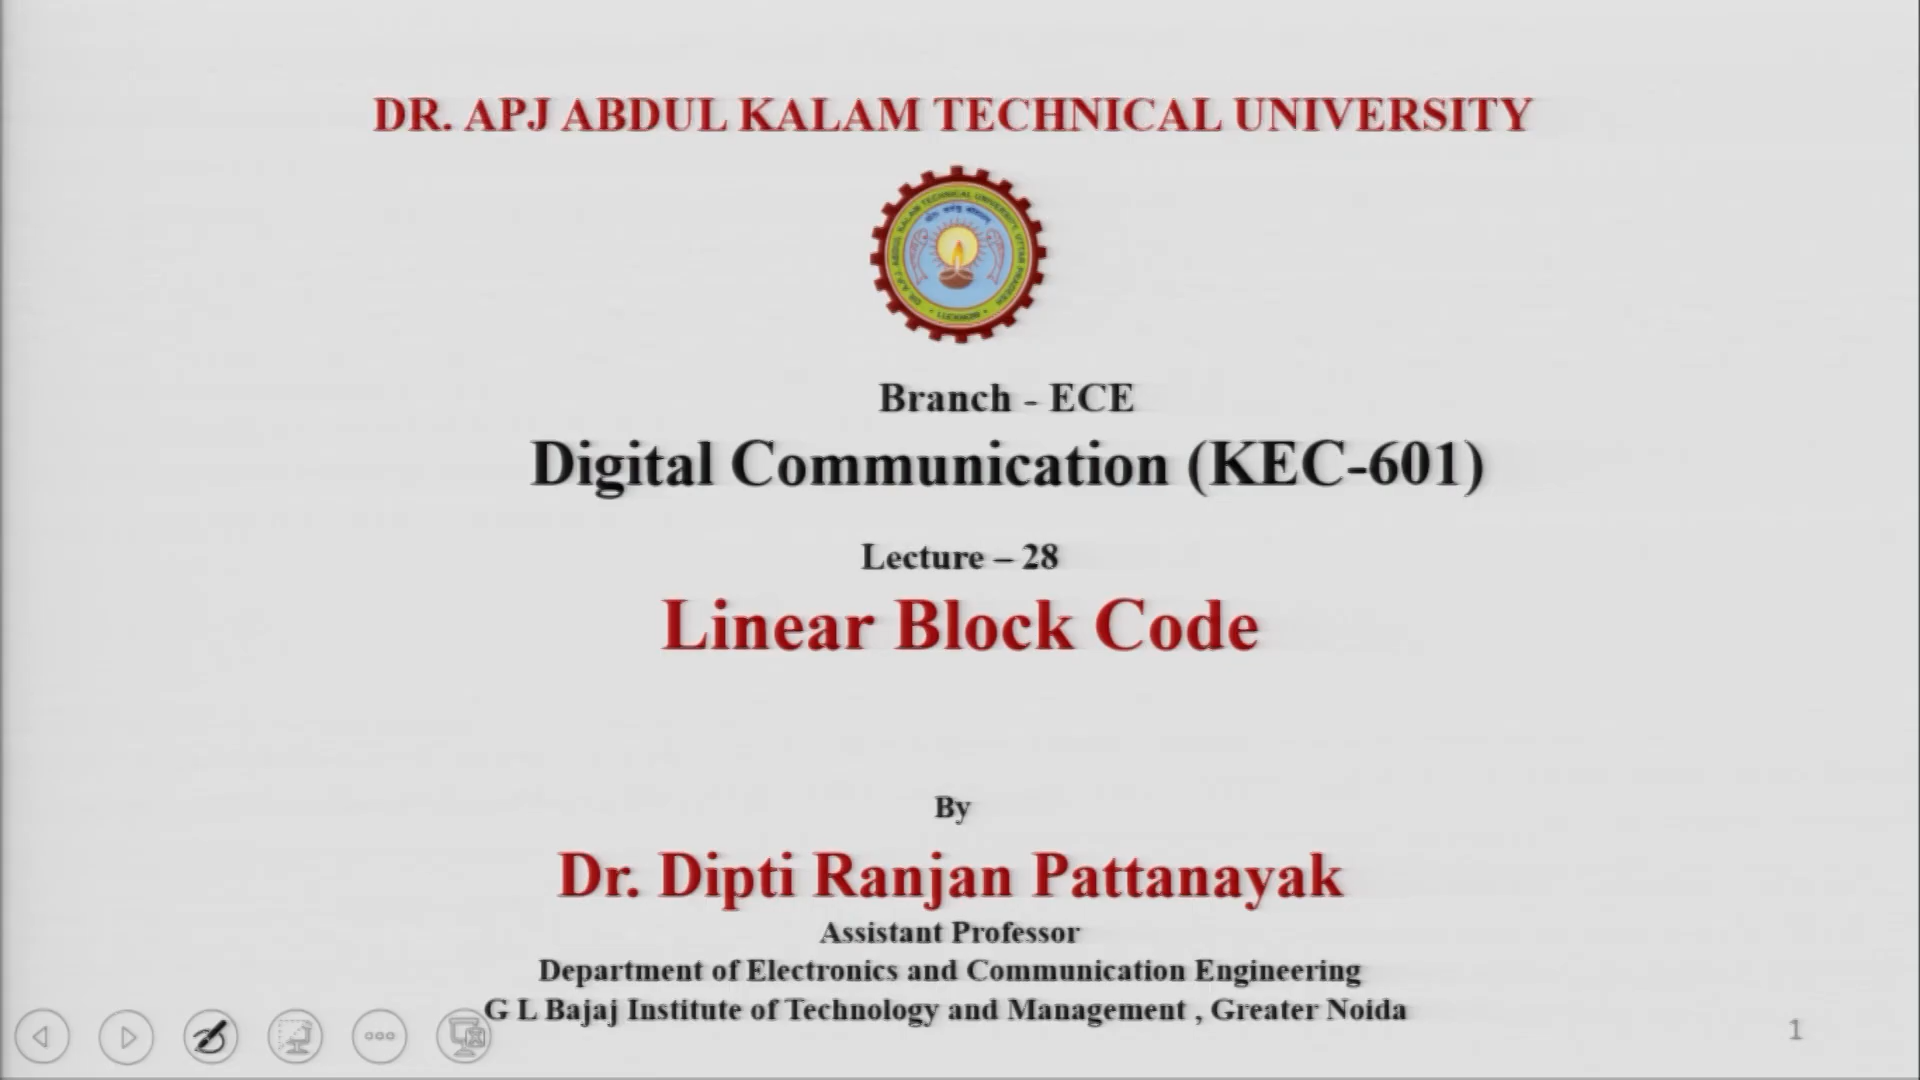 DR. APJ ABDUL KALAM TECHNICAL UNIVERSITY
LUCKNOW
Branch - ECE
Digital Communication (KEC-601)
Lecture – 28
Linear Block Code
By
Dr. Dipti Ranjan Pattanayak
Assistant Professor
Department of Electronics and Communication Engineering
G L Bajaj Institute of Technology and Management , Greater Noida
1